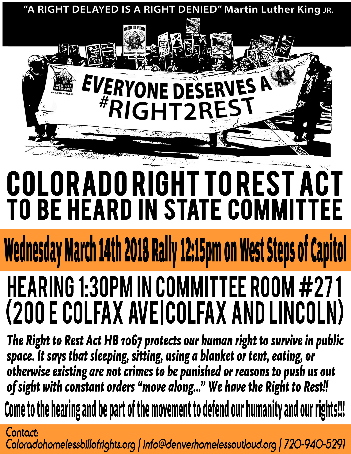 "A RIGHT DELAYED IS A RIGHT DENIED" Martin Luther King JR.
EVERYONE DESERVES A
#RIGHT2REST
COLORADO RIGHT TO REST ACT
TO BE HEARD IN STATE COMMITTEE
Wednesday March 14th 2018 Rally 12:15pm on West Steps of Capitol
HEARING 1:30PM IN COMMITTEE ROOM #271
(200 E COLFAX AVE|COLFAX AND LINCOLN)
The Right to Rest Act HB 1067 protects our human right to survive in public
space. It says that sleeping, sitting, using a blanket or tent, eating, or
otherwise existing are not crimes to be punished or reasons to push us out
of sight with constant orders "move along..." We have the Right to Rest!!
Come to the hearing and be part of the movement to defend our humanity and our rights!!!
Contact:
Coloradohomelessbillofrights.org | Info@denverhomelessoutloud.org | 720-940-5291